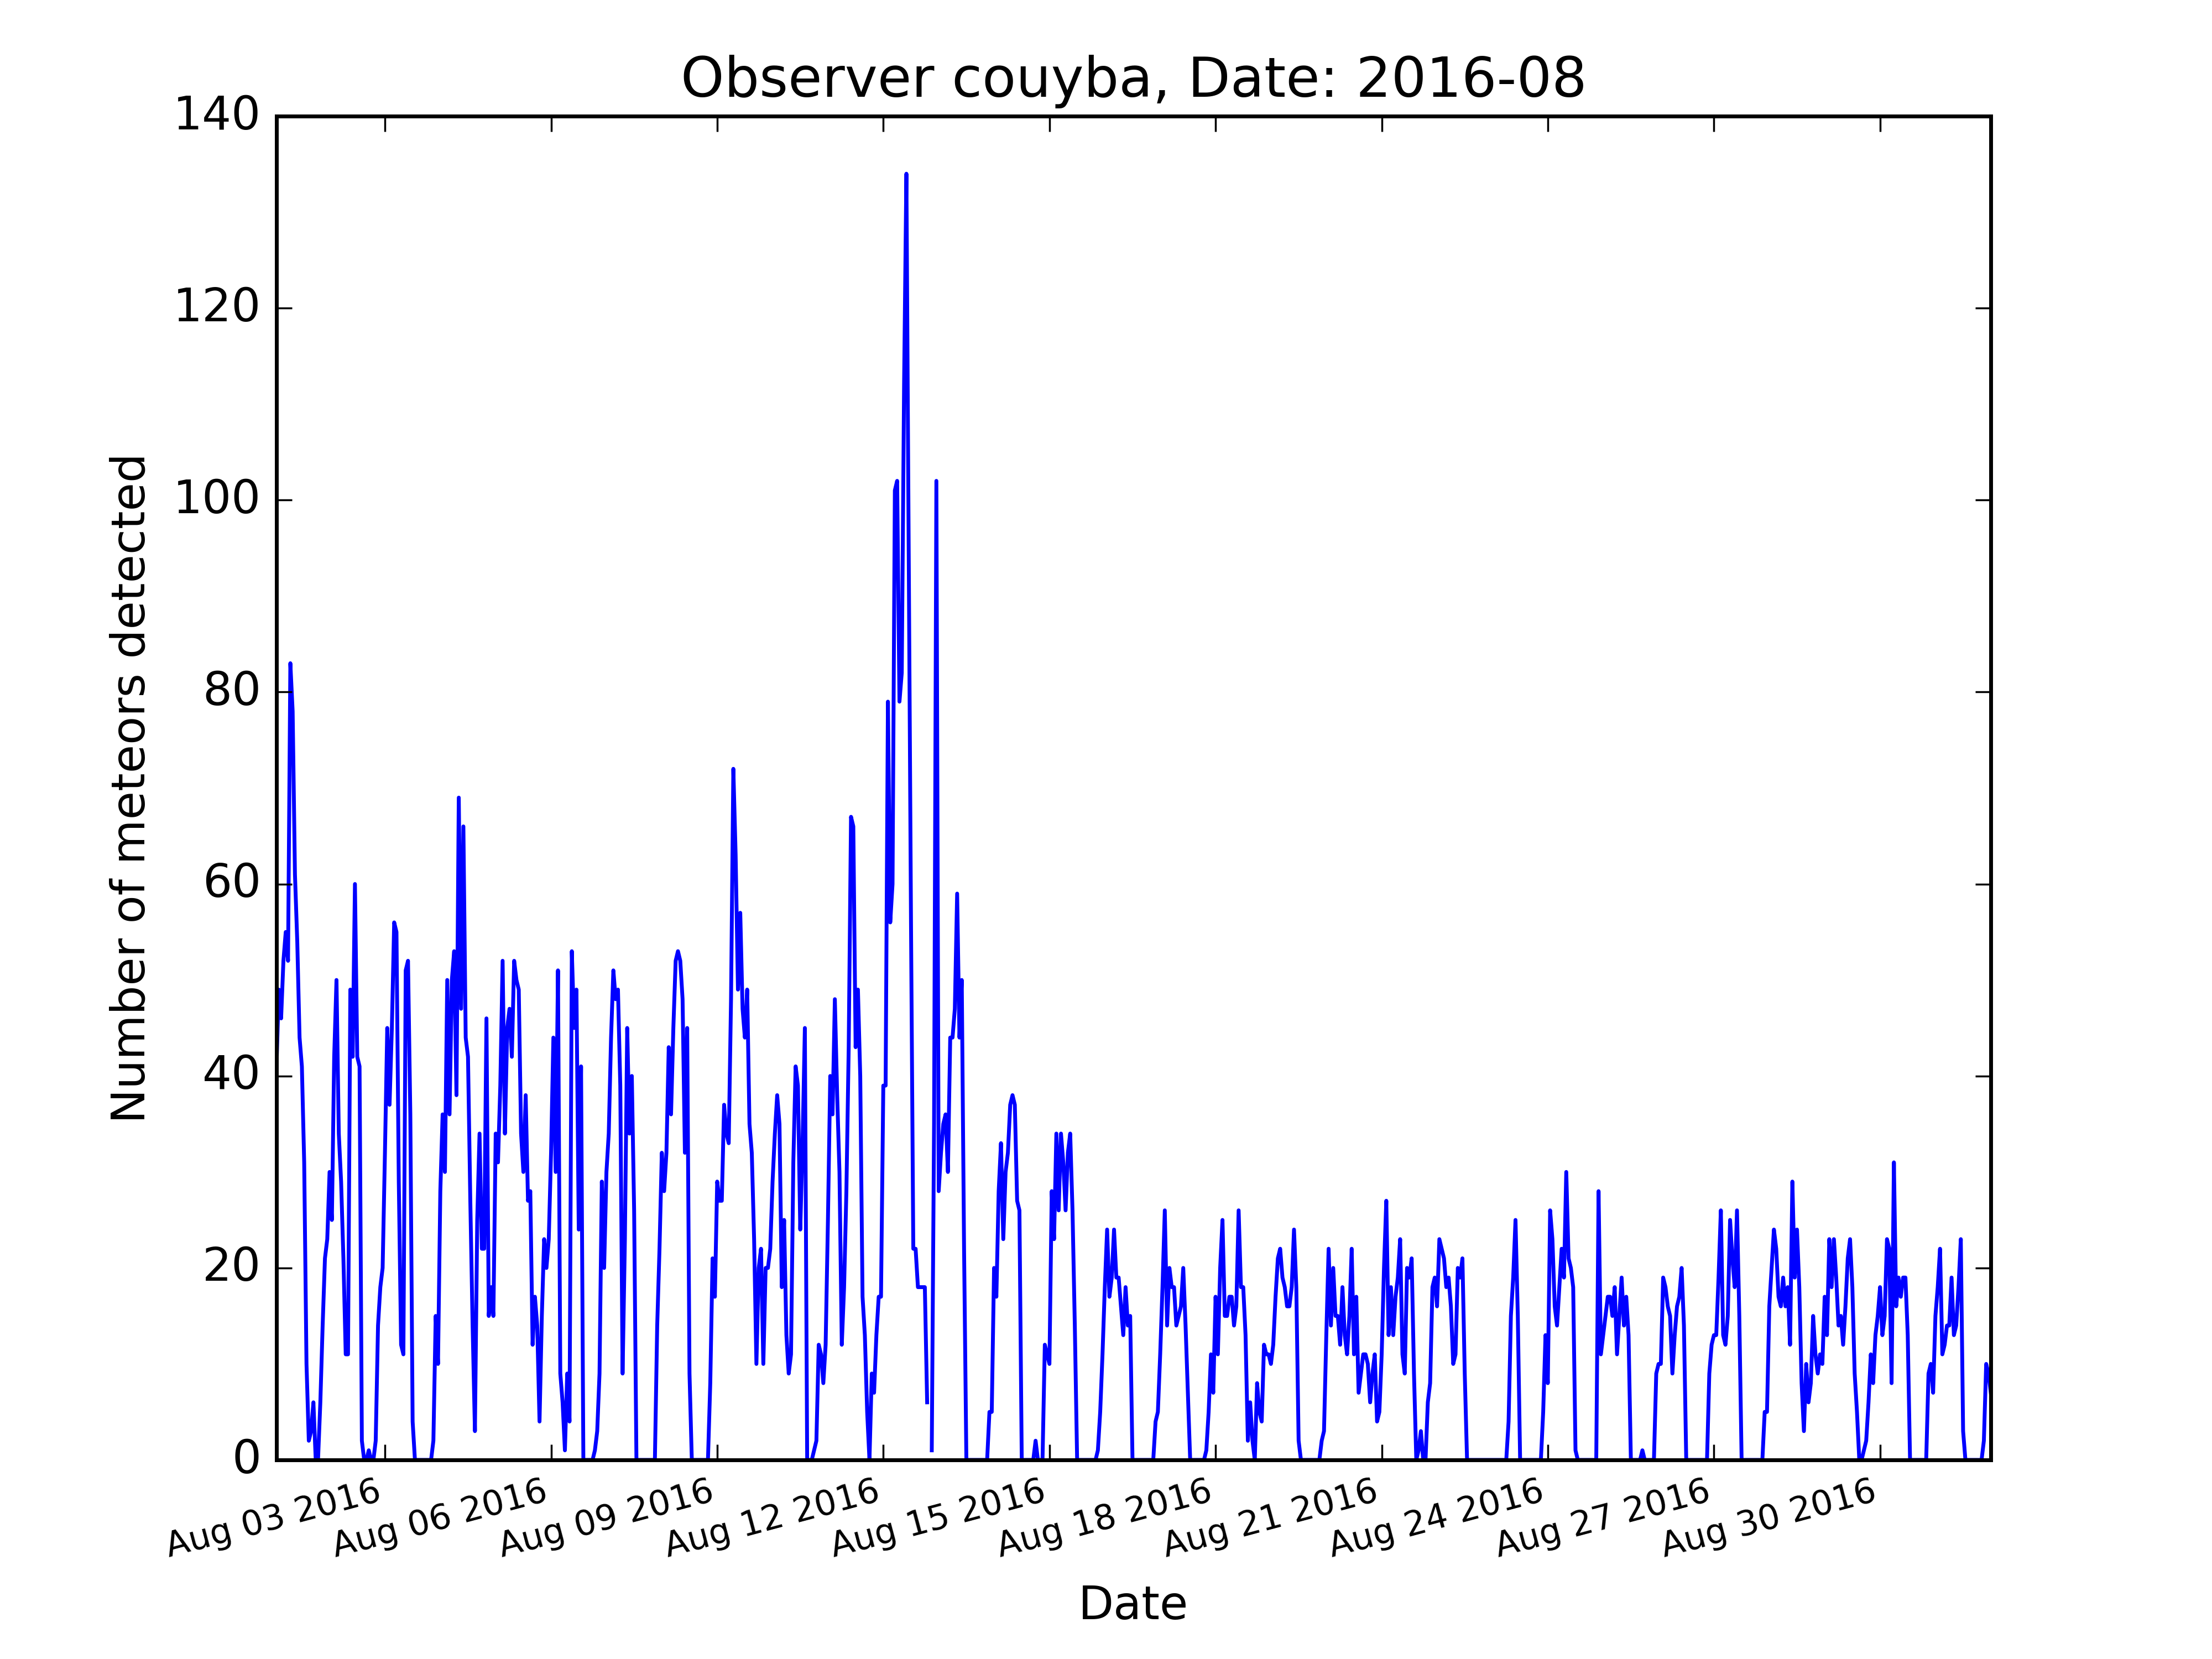 Observer couyba, Date: 2016-08
140
120
100
80
60
40
20
0
Number of meteors detected
Aug 03 2016
Aug 06 2016
Aug 09 2016
Aug 12 2016
Aug 15 2016
Aug 18 2016
Aug 21 2016
Aug 24 2016
Aug 27 2016
Aug 30 2016
Date